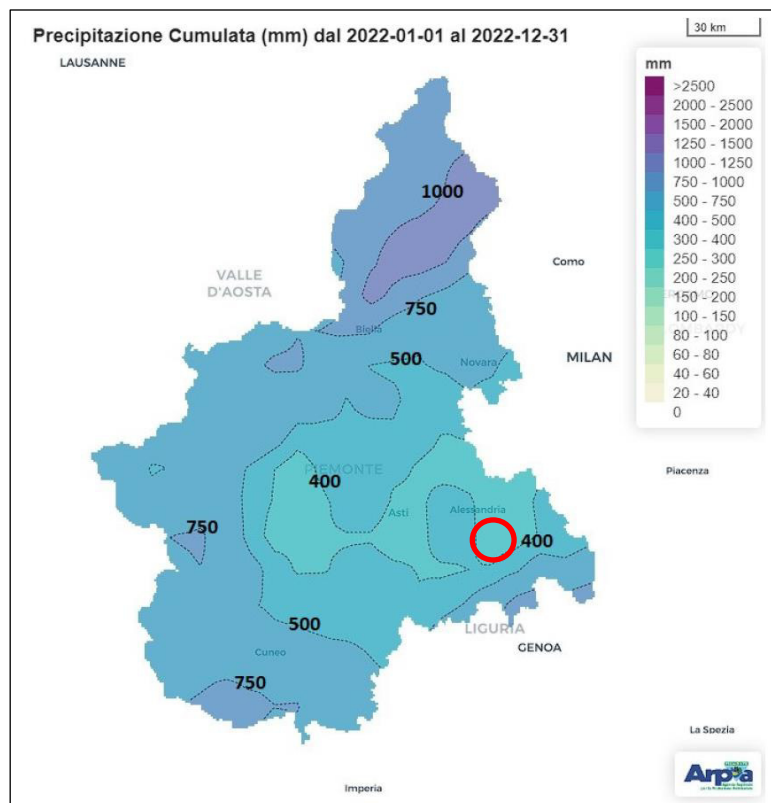 Precipitazione Cumulata (mm) dal 2022-01-01 al 2022-12-31
30 km
LAUSANNE
mm
>2500
2000 - 2500
1500 - 2000
1250 - 1500
1000 - 1250
750 - 1000
500 - 750
400 - 500
300 - 400
250 - 300
200 - 250
150 - 200
100 - 150
80 - 100
60 - 80
40 - 60
20 - 40
0
1000
Como
VALLE
D'AOSTA
750
Biella
500
Novara
MILAN
PIEMONTE
400
Piacenza
Asti
Alessandria
750
400
500
LIGURIA
GENOA
Cuneo
750
La Spezia
Imperia
Arpa